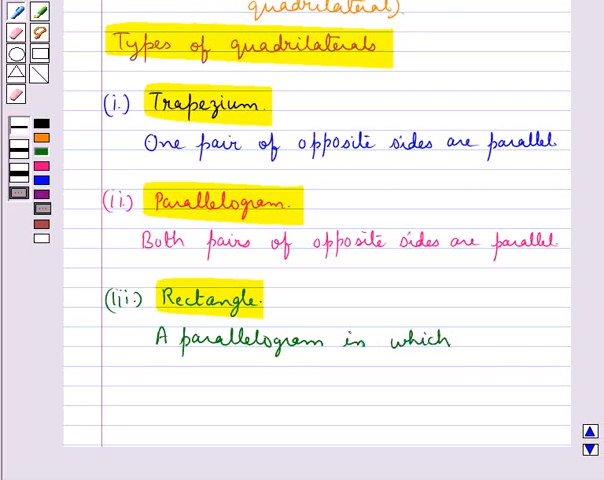 quadrilateral).
Types of quadrilaterals
(i.) Trapezium.
One pair of opposite sides are parallel.
(ii.) Parallelogram.
Both pairs of opposite sides are parallel.
(iii.) Rectangle.
A parallelogram in which